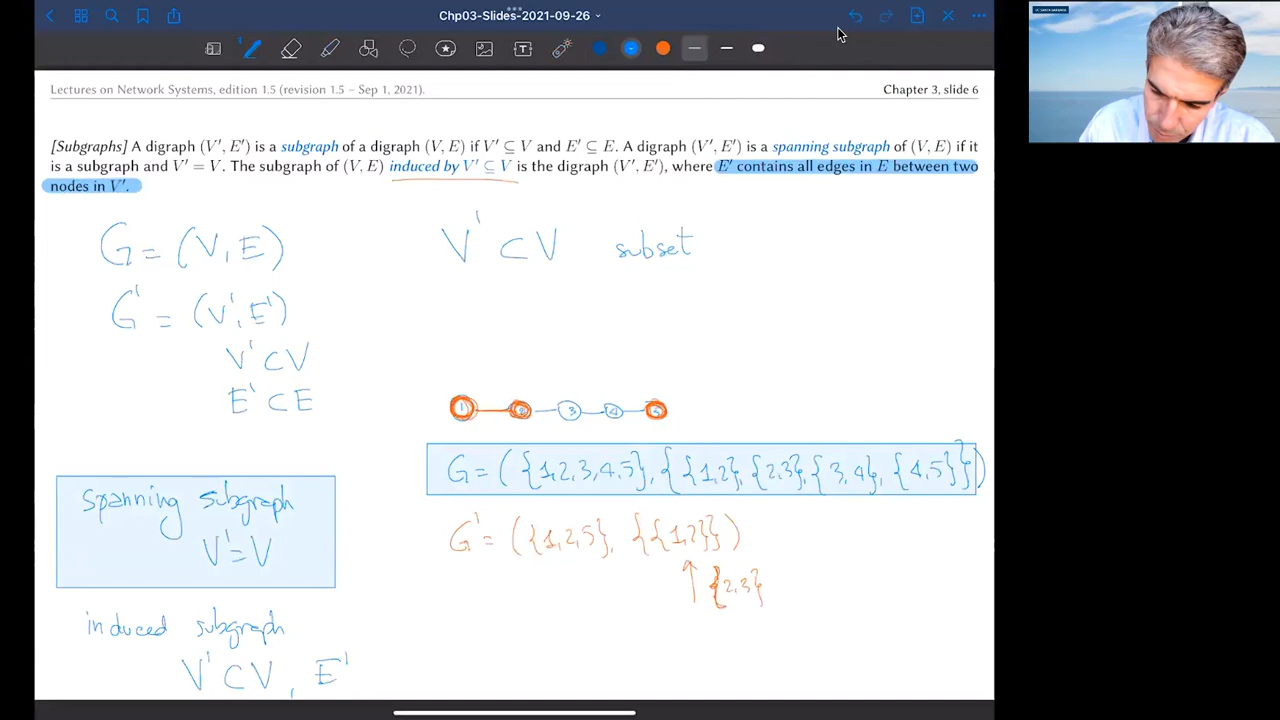 Chp03-Slides-2021-09-26
Lectures on Network Systems, edition 1.5 (revision 1.5 – Sep 1, 2021).
Chapter 3, slide 6
[Subgraphs] A digraph (V′, E′) is a subgraph of a digraph (V, E) if V′ ⊆ V and E′ ⊆ E. A digraph (V′, E′) is a spanning subgraph of (V, E) if it
is a subgraph and V′ = V. The subgraph of (V, E) induced by V′ ⊆ V is the digraph (V′, E′), where E′ contains all edges in E between two
nodes in V′.
G = (V, E)
V' ⊂ V subset
G' = (V', E')
V' ⊂ V
E' ⊂ E
1 2 3 4 5
G = ({1,2,3,4,5}, {{1,2}, {2,3}, {3,4}, {4,5}})
spanning subgraph
V' = V
G' = ({1,2,5}, {{1,2}})
{2,3}
induced subgraph
V' ⊂ V , E'